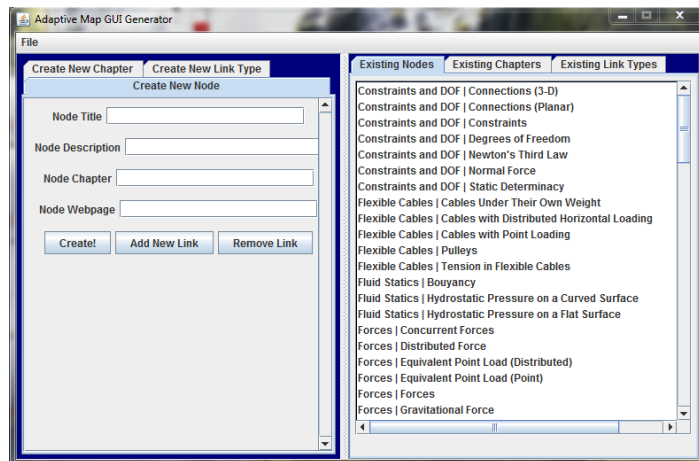 Adaptive Map GUI Generator
File
Create New Chapter
Create New Link Type
Create New Node
Node Title
Node Description
Node Chapter
Node Webpage
Create!
Add New Link
Remove Link
Existing Nodes
Existing Chapters
Existing Link Types
Constraints and DOF | Connections (3-D)
Constraints and DOF | Connections (Planar)
Constraints and DOF | Constraints
Constraints and DOF | Degrees of Freedom
Constraints and DOF | Newton's Third Law
Constraints and DOF | Normal Force
Constraints and DOF | Static Determinacy
Flexible Cables | Cables Under Their Own Weight
Flexible Cables | Cables with Distributed Horizontal Loading
Flexible Cables | Cables with Point Loading
Flexible Cables | Pulleys
Flexible Cables | Tension in Flexible Cables
Fluid Statics | Bouyancy
Fluid Statics | Hydrostatic Pressure on a Curved Surface
Fluid Statics | Hydrostatic Pressure on a Flat Surface
Forces | Concurrent Forces
Forces | Distributed Force
Forces | Equivalent Point Load (Distributed)
Forces | Equivalent Point Load (Point)
Forces | Forces
Forces | Gravitational Force